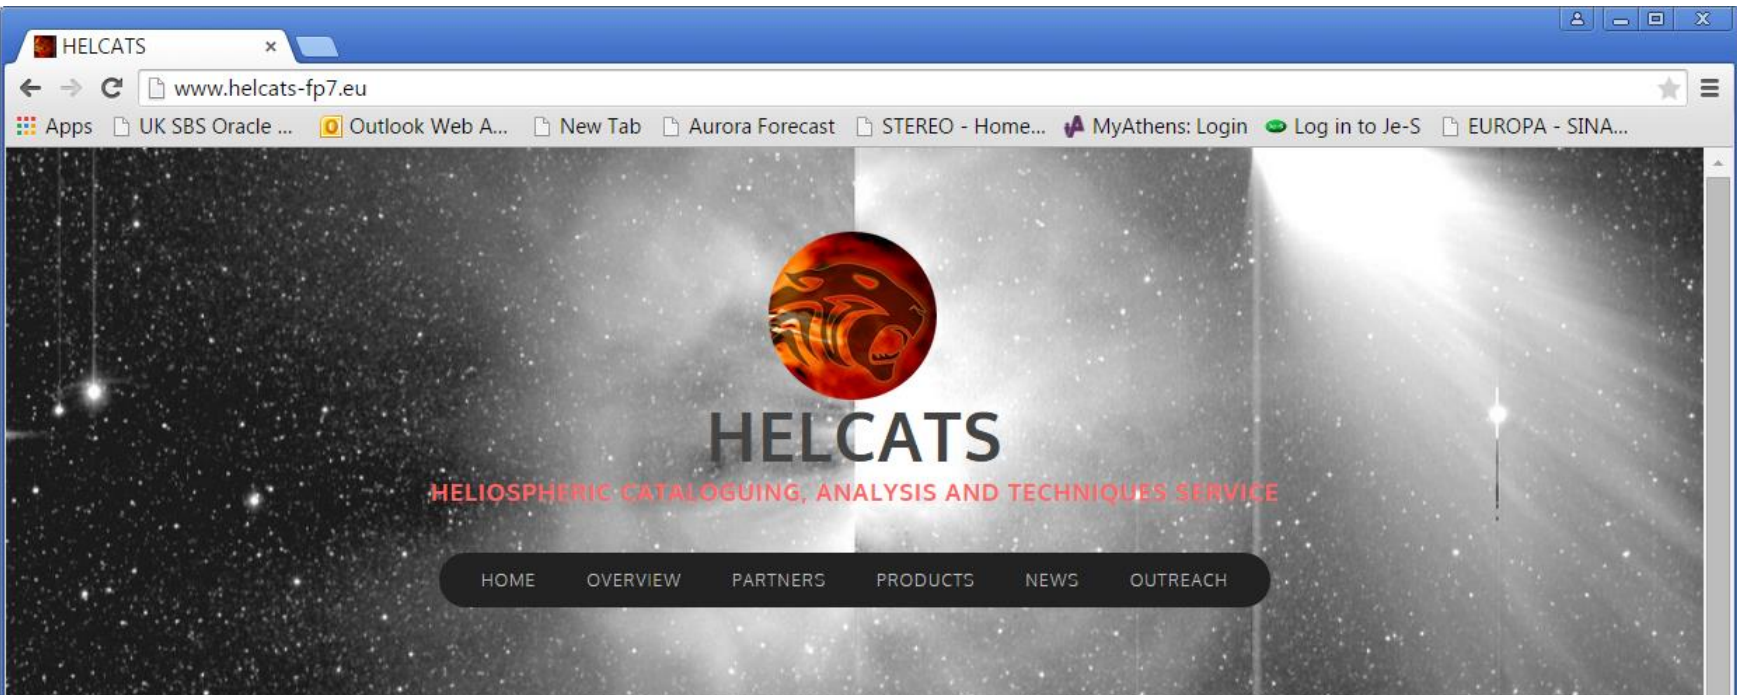 HELCATS
www.helcats-fp7.eu
Apps UK SBS Oracle ... Outlook Web A... New Tab Aurora Forecast STEREO - Home... MyAthens: Login Log in to Je-S EUROPA - SINA...
HELCATS
HELIOSPHERIC CATALOGUING, ANALYSIS AND TECHNIQUES SERVICE
HOME OVERVIEW PARTNERS PRODUCTS NEWS OUTREACH